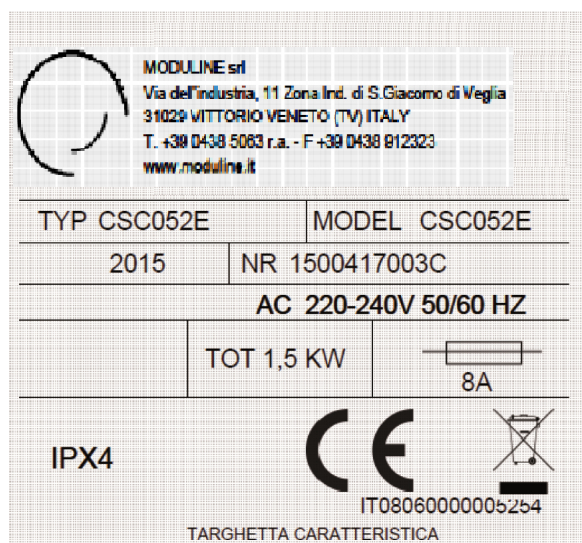 MODULINE srl
Via dell'industria, 11 Zona Ind. di S.Giacomo di Veglia
31029 VITTORIO VENETO (TV) ITALY
T. +39 0438 5063 r.a. - F +39 0438 912323
www.moduline.it
TYP CSC052E MODEL CSC052E
2015 NR 1500417003C
AC 220-240V 50/60 HZ
TOT 1,5 KW
8A
IPX4
CE
IT08060000005254
TARGHETTA CARATTERISTICA